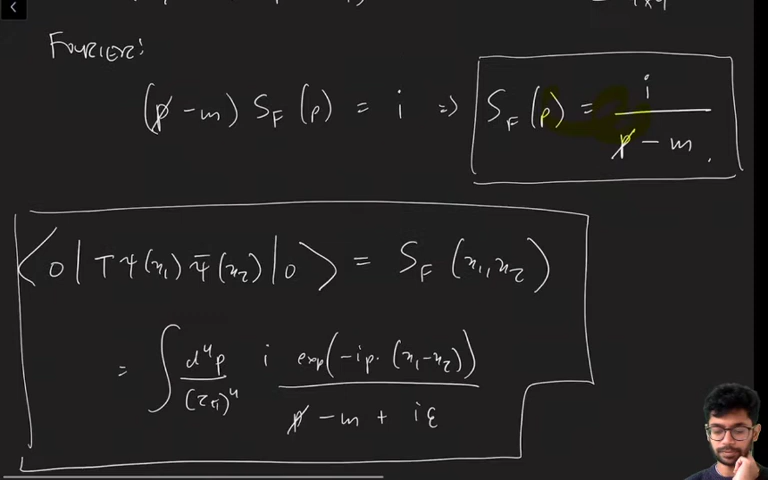 FOURIER:
(p̸ - m) S_F (p) = i ⇒ S_F (p) = i / (p̸ - m)
⟨0| T ψ(x₁) ψ̄(x₂) |0⟩ = S_F (x₁, x₂)
= ∫ d⁴p / (2π)⁴ i exp(-ip · (x₁ - x₂)) / (p̸ - m + iε)